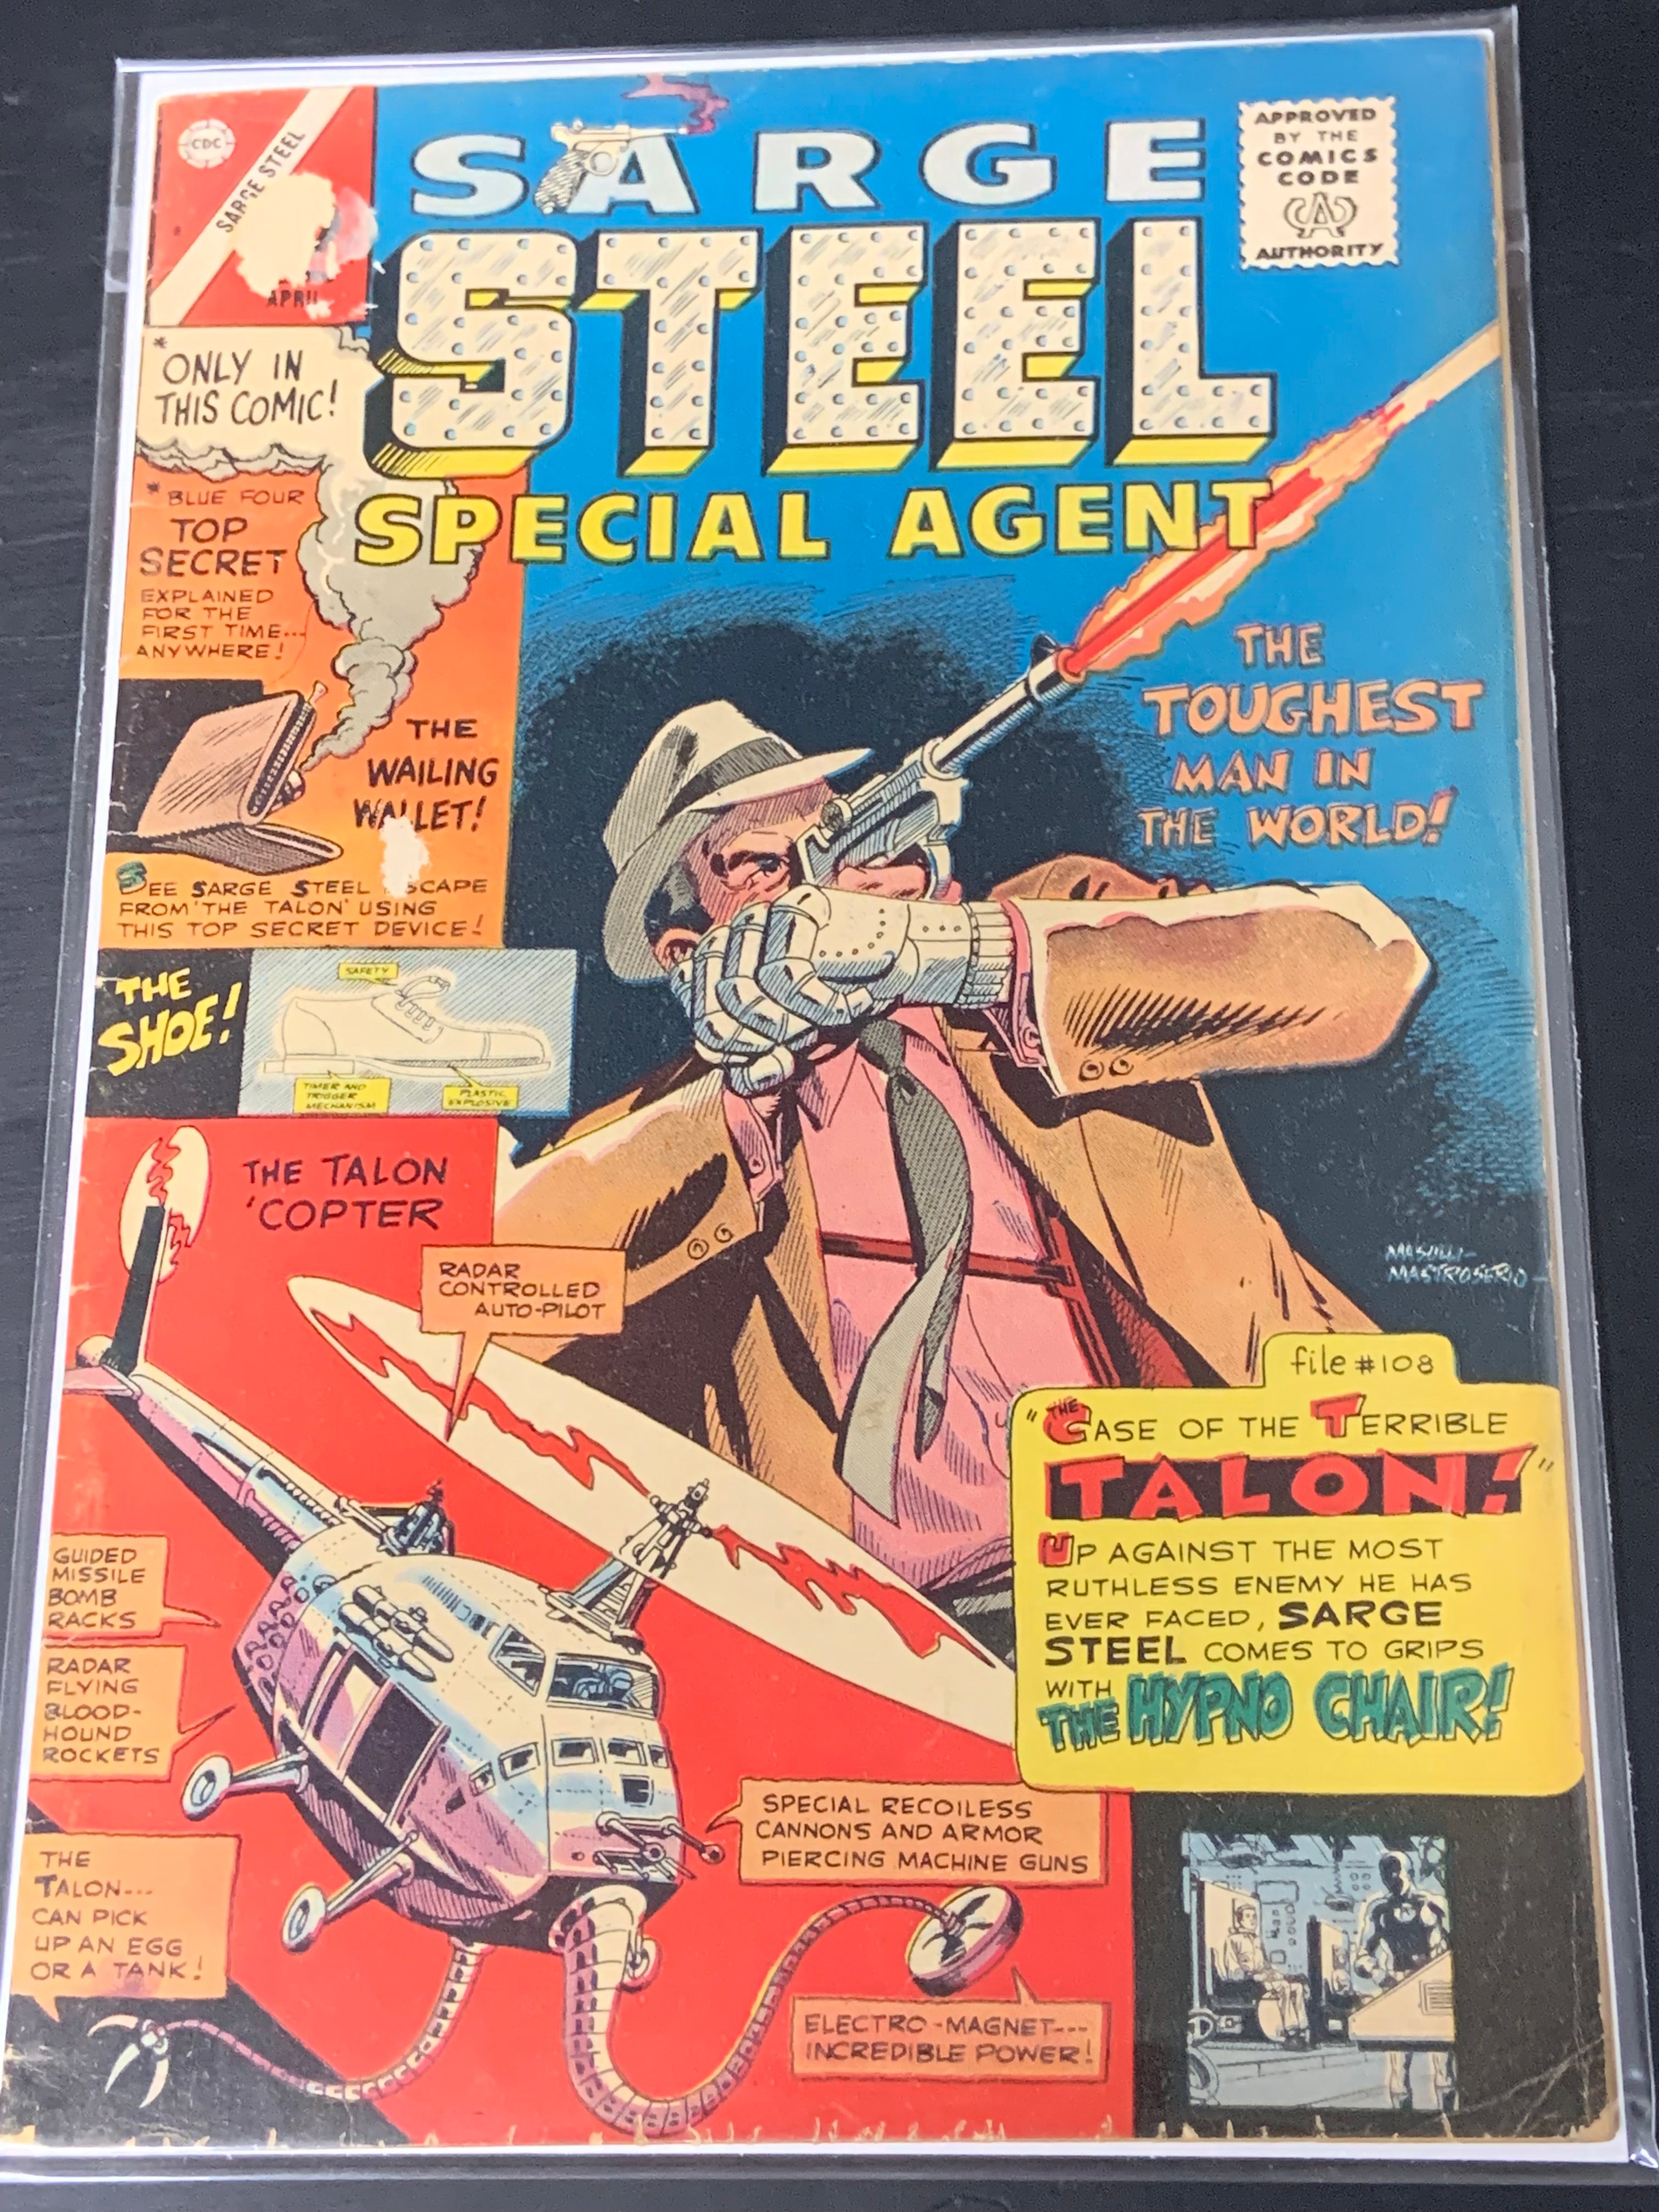 CDC
SARGE STEEL
APRIL
SARGE
STEEL
SPECIAL AGENT
APPROVED
BY THE
COMICS
CODE
CA
AUTHORITY
*ONLY IN
THIS COMIC!
*BLUE FOUR
TOP
SECRET
EXPLAINED
FOR THE
FIRST TIME...
ANYWHERE!
THE
WAILING
WALLET!
SEE SARGE STEEL SCAPE
FROM 'THE TALON' USING
THIS TOP SECRET DEVICE!
THE
TOUGHEST
MAN IN
THE WORLD!
THE
SHOE!
SAFETY
TIMER AND
TRIGGER
MECHANISM
PLASTIC
EXPLOSIVE
THE TALON
'COPTER
RADAR
CONTROLLED
AUTO-PILOT
MASULLI-
MASTROSERIO
file #108
"THE CASE OF THE TERRIBLE
TALON!"
UP AGAINST THE MOST
RUTHLESS ENEMY HE HAS
EVER FACED, SARGE
STEEL COMES TO GRIPS
WITH
THE HYPNO CHAIR!
GUIDED
MISSILE
BOMB
RACKS
RADAR
FLYING
BLOOD-
HOUND
ROCKETS
SPECIAL RECOILESS
CANNONS AND ARMOR
PIERCING MACHINE GUNS
THE
TALON---
CAN PICK
UP AN EGG
OR A TANK!
ELECTRO-MAGNET---
INCREDIBLE POWER!